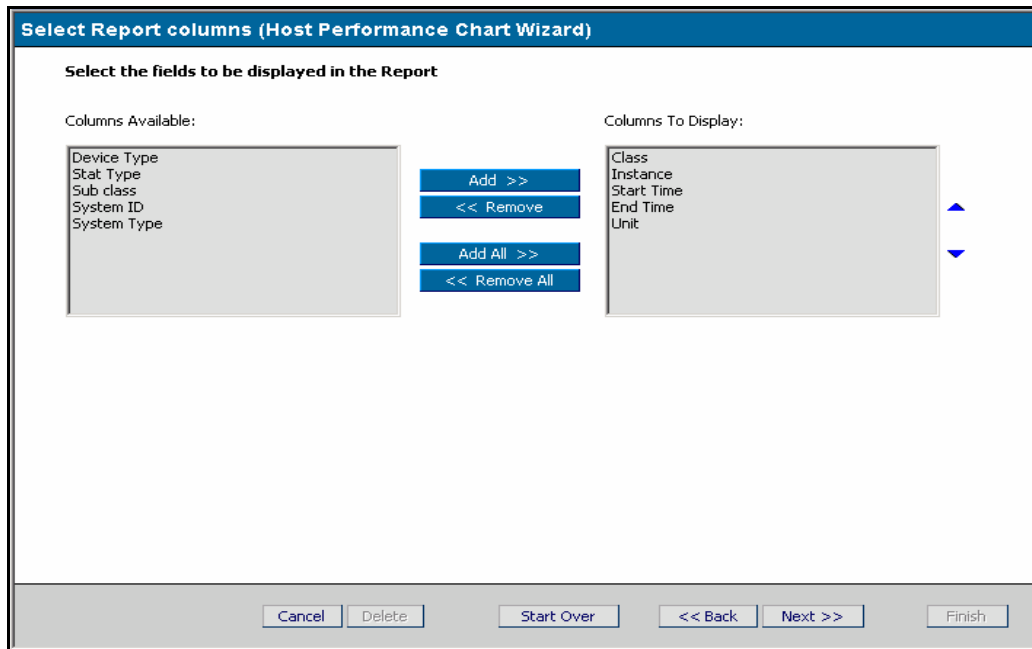 Select Report columns (Host Performance Chart Wizard)
Select the fields to be displayed in the Report
Columns Available:
Device Type
Stat Type
Sub class
System ID
System Type
Add >>
<< Remove
Add All >>
<< Remove All
Columns To Display:
Class
Instance
Start Time
End Time
Unit
Cancel
Delete
Start Over
<< Back
Next >>
Finish